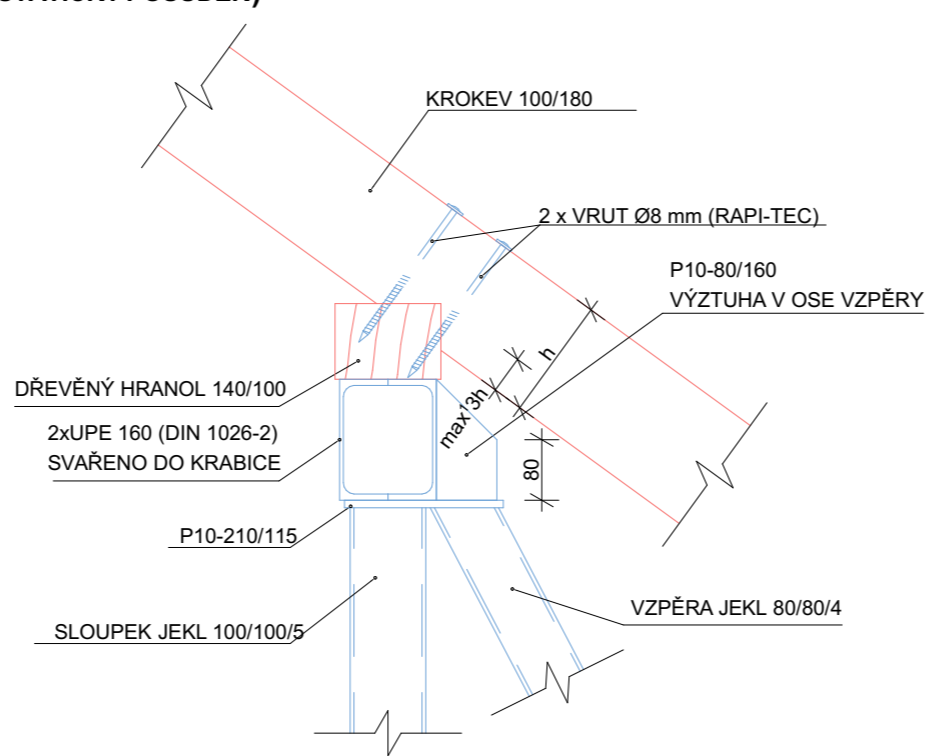 KROKEV 100/180
2 x VRUT Ø8 mm (RAPI-TEC)
P10-80/160
VÝZTUHA V OSE VZPĚRY
h
max 13h
DŘEVĚNÝ HRANOL 140/100
2xUPE 160 (DIN 1026-2)
SVAŘENO DO KRABICE
80
P10-210/115
VZPĚRA JEKL 80/80/4
SLOUPEK JEKL 100/100/5